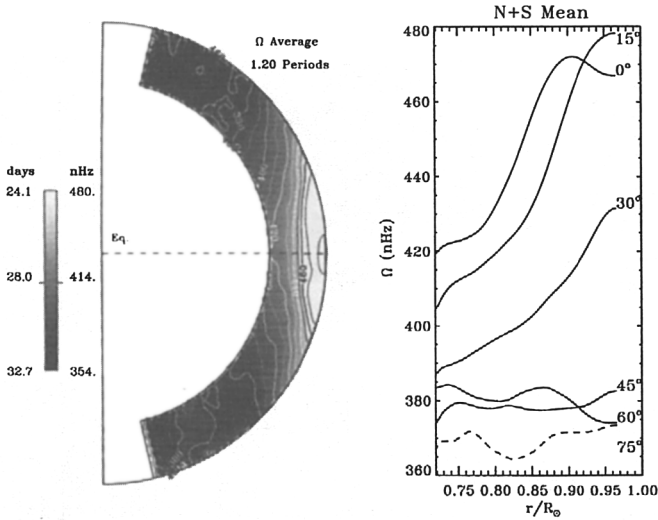 Ω Average
1.20 Periods
days nHz
24.1 480.
28.0 414.
32.7 354.
Eq.
N+S Mean
Ω (nHz)
480
460
440
420
400
380
360
15°
0°
30°
45°
60°
75°
0.75 0.80 0.85 0.90 0.95 1.00
r/R⊙